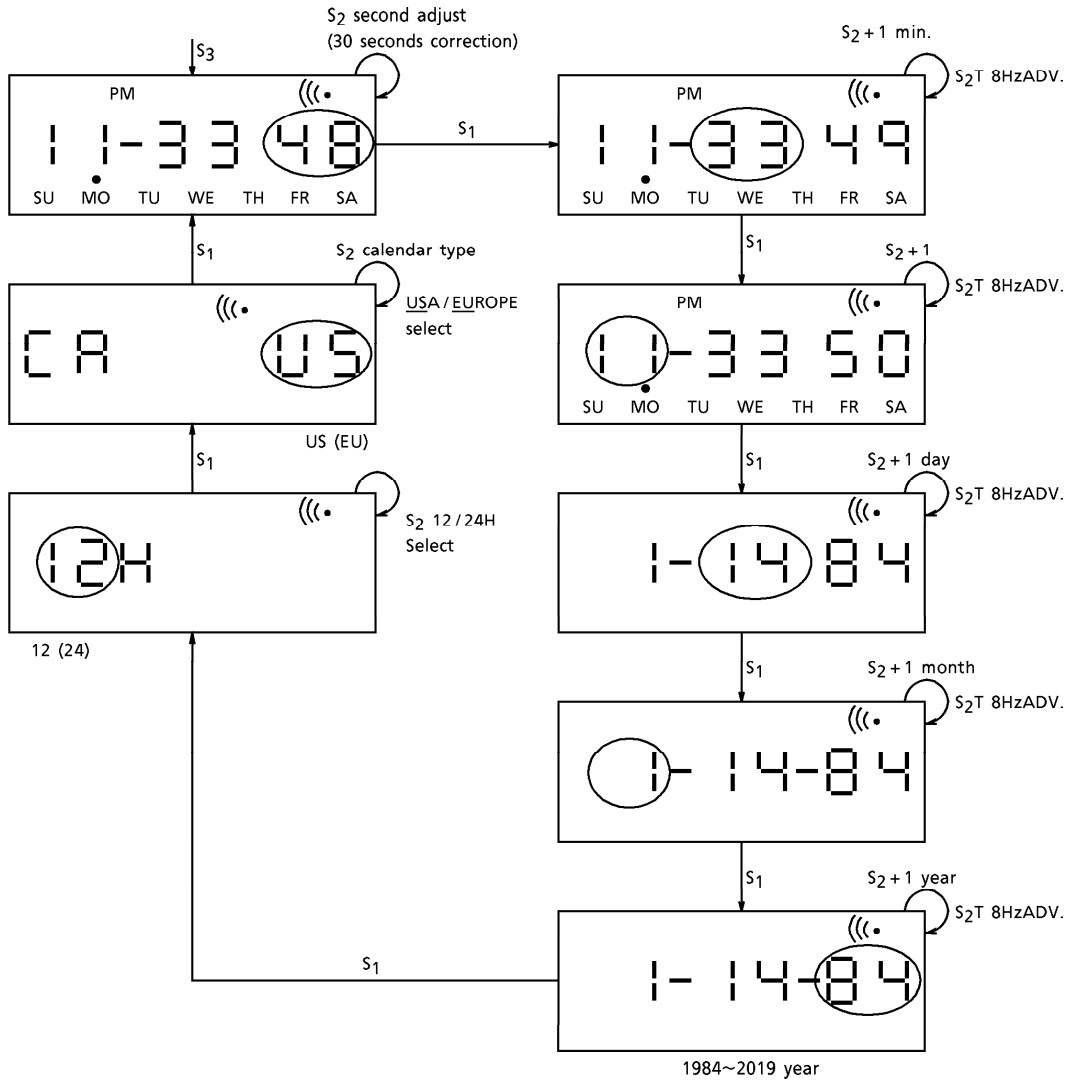 S2 second adjust
(30 seconds correction)
S3
PM
11-33 48
SU MO TU WE TH FR SA
S1
S2+1 min.
S2T 8HzADV.
PM
11-33 49
SU MO TU WE TH FR SA
S1
S1
S2 calendar type
USA/EUROPE
select
CA US
US (EU)
S2+1
S2T 8HzADV.
PM
11-33 50
SU MO TU WE TH FR SA
S1
S1
S2 12/24H
Select
12H
12 (24)
S2+1 day
S2T 8HzADV.
1-14 84
S1
S2+1 month
S2T 8HzADV.
1-14-84
S1
S2+1 year
S2T 8HzADV.
1-14-84
S1
1984~2019 year